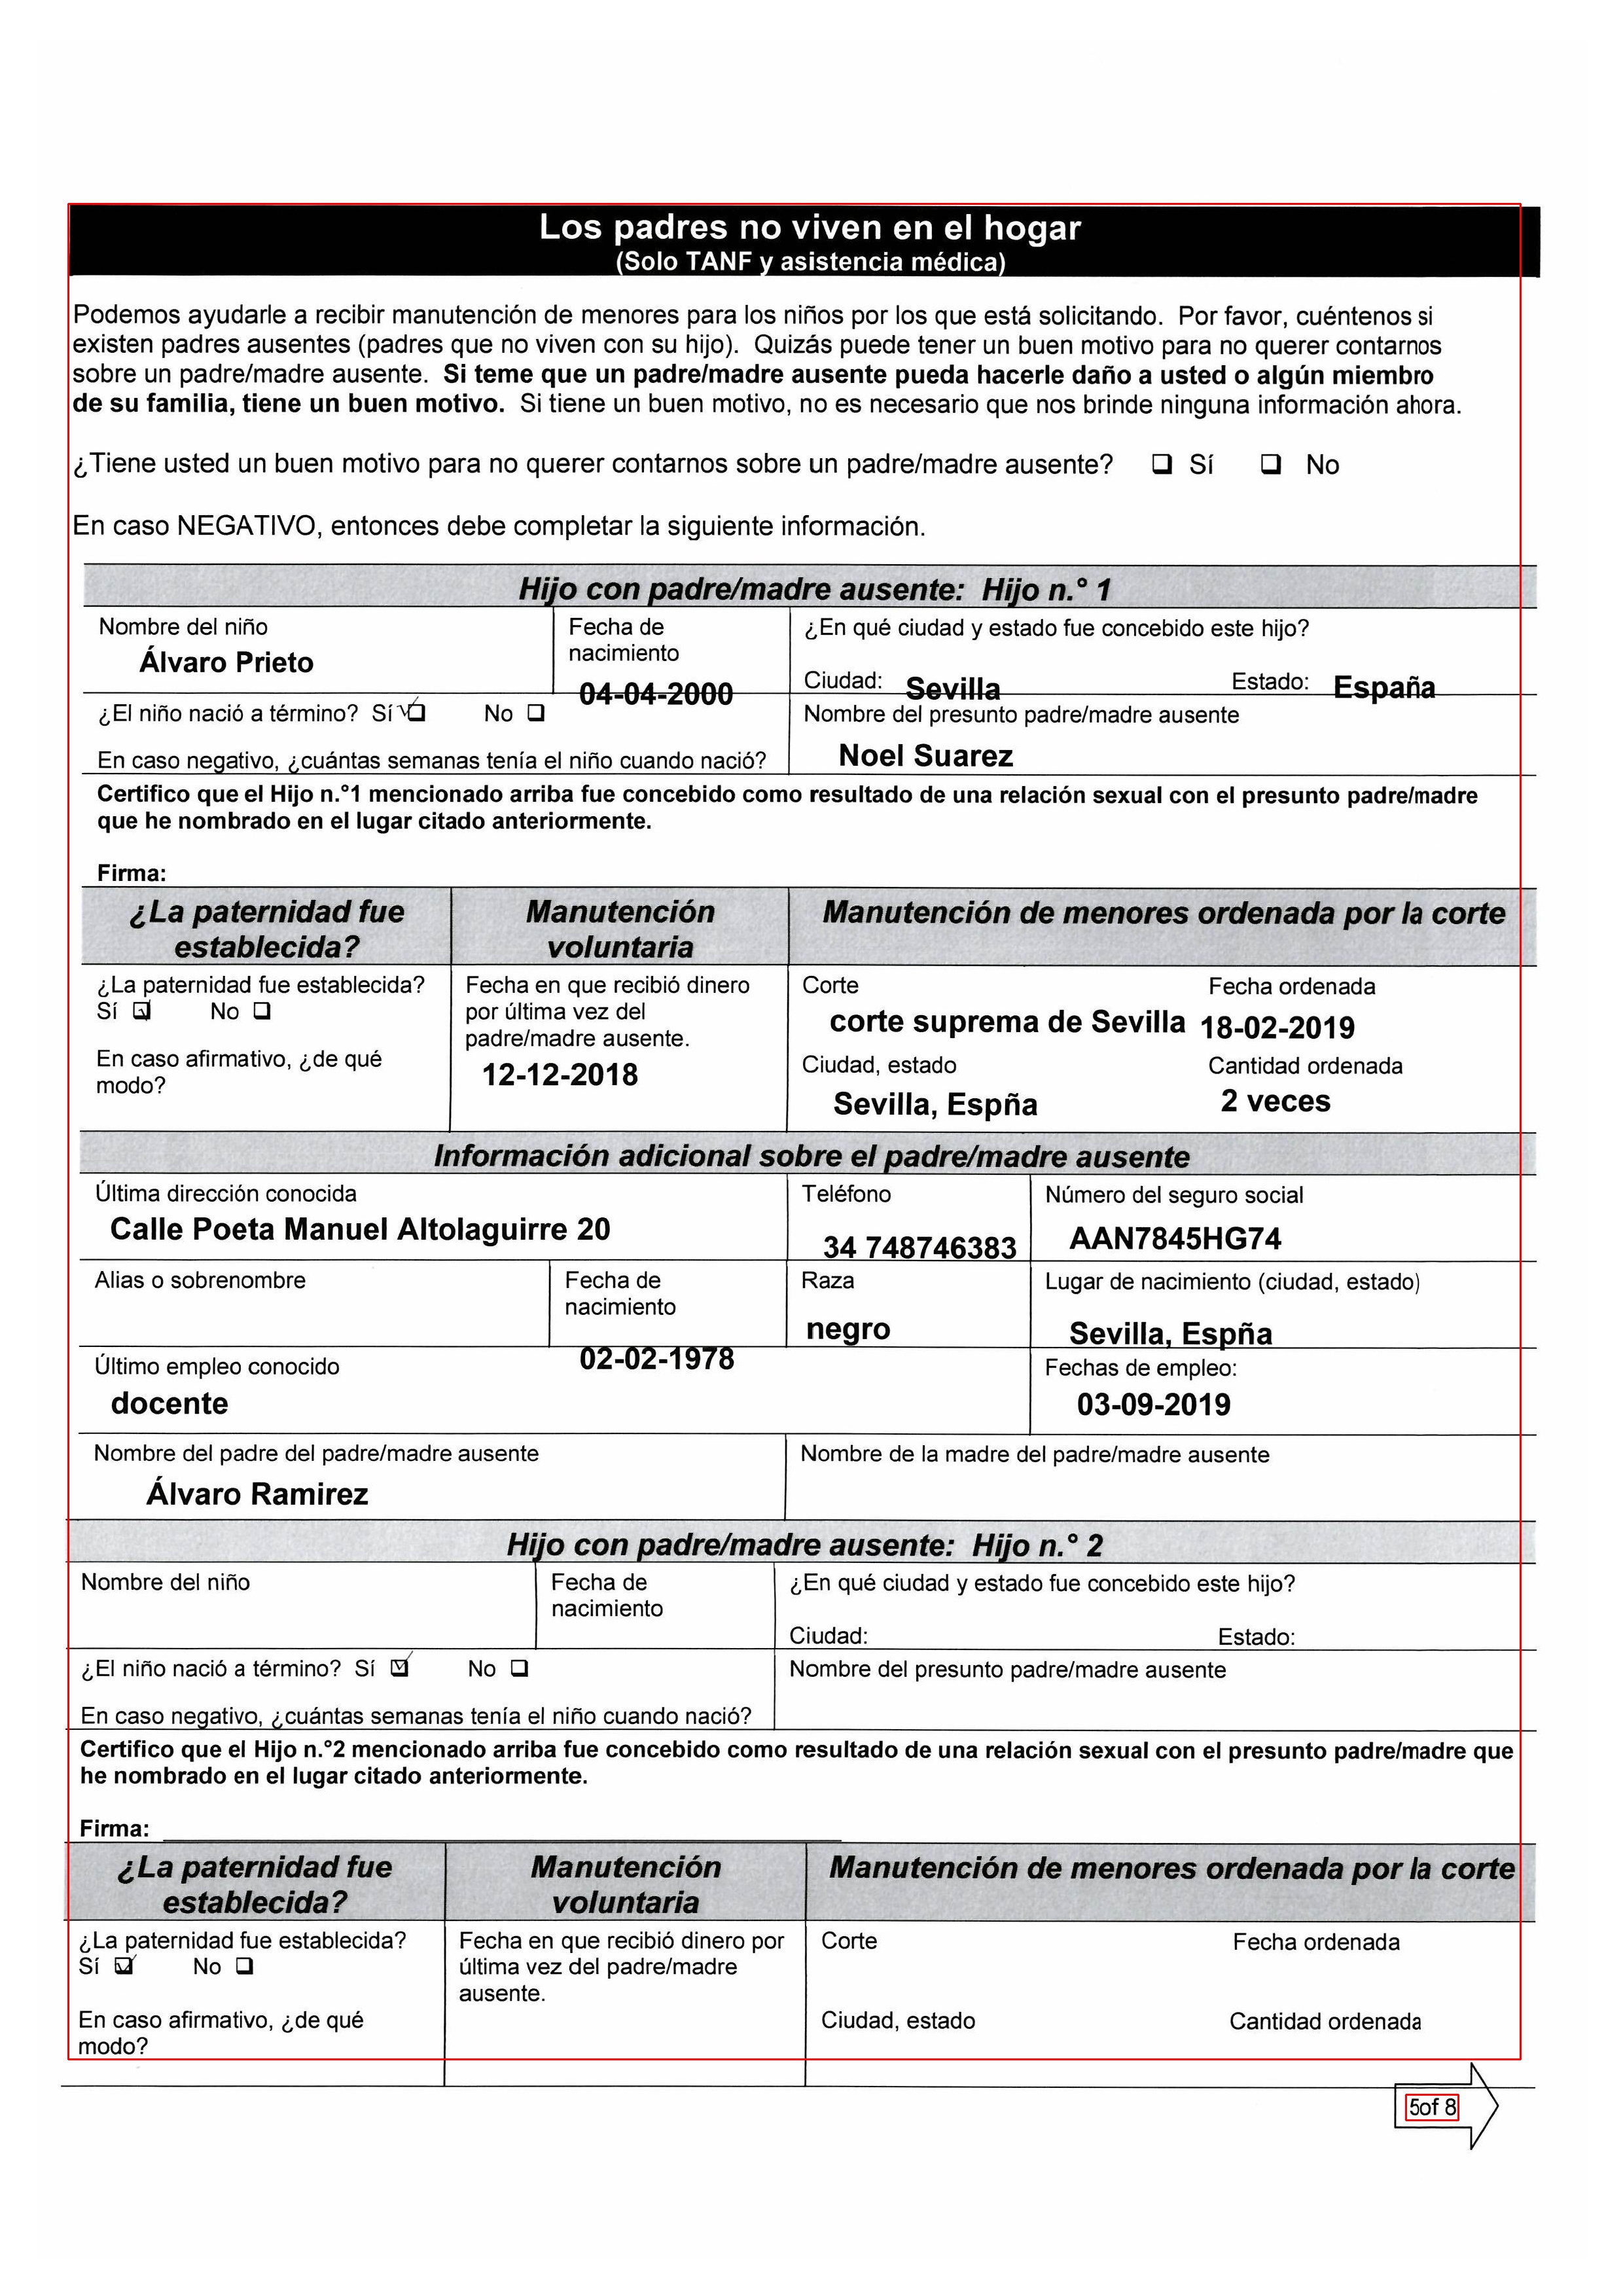 Los padres no viven en el hogar
(Solo TANF y asistencia médica)
Podemos ayudarle a recibir manutención de menores para los niños por los que está solicitando. Por favor, cuéntenos si
existen padres ausentes (padres que no viven con su hijo). Quizás puede tener un buen motivo para no querer contarnos
sobre un padre/madre ausente. Si teme que un padre/madre ausente pueda hacerle daño a usted o algún miembro
de su familia, tiene un buen motivo. Si tiene un buen motivo, no es necesario que nos brinde ninguna información ahora.
¿Tiene usted un buen motivo para no querer contarnos sobre un padre/madre ausente? ❑ Sí ❑ No
En caso NEGATIVO, entonces debe completar la siguiente información.
Hijo con padre/madre ausente: Hijo n.° 1
Nombre del niño
Álvaro Prieto
Fecha de
nacimiento
04-04-2000
¿En qué ciudad y estado fue concebido este hijo?
Ciudad: Sevilla Estado: España
¿El niño nació a término? Sí ☑ No ❑
En caso negativo, ¿cuántas semanas tenía el niño cuando nació?
Nombre del presunto padre/madre ausente
Noel Suarez
Certifico que el Hijo n.°1 mencionado arriba fue concebido como resultado de una relación sexual con el presunto padre/madre
que he nombrado en el lugar citado anteriormente.
Firma:
¿La paternidad fue
establecida?
Manutención
voluntaria
Manutención de menores ordenada por la corte
¿La paternidad fue establecida?
Sí ☑ No ❑
En caso afirmativo, ¿de qué
modo?
Fecha en que recibió dinero
por última vez del
padre/madre ausente.
12-12-2018
Corte
corte suprema de Sevilla
Fecha ordenada
18-02-2019
Ciudad, estado
Sevilla, Espña
Cantidad ordenada
2 veces
Información adicional sobre el padre/madre ausente
Última dirección conocida
Calle Poeta Manuel Altolaguirre 20
Teléfono
34 748746383
Número del seguro social
AAN7845HG74
Alias o sobrenombre
Fecha de
nacimiento
02-02-1978
Raza
negro
Lugar de nacimiento (ciudad, estado)
Sevilla, Espña
Último empleo conocido
docente
Fechas de empleo:
03-09-2019
Nombre del padre del padre/madre ausente
Álvaro Ramirez
Nombre de la madre del padre/madre ausente
Hijo con padre/madre ausente: Hijo n.° 2
Nombre del niño
Fecha de
nacimiento
¿En qué ciudad y estado fue concebido este hijo?
Ciudad: Estado:
¿El niño nació a término? Sí ☑ No ❑
En caso negativo, ¿cuántas semanas tenía el niño cuando nació?
Nombre del presunto padre/madre ausente
Certifico que el Hijo n.°2 mencionado arriba fue concebido como resultado de una relación sexual con el presunto padre/madre que
he nombrado en el lugar citado anteriormente.
Firma:
¿La paternidad fue
establecida?
Manutención
voluntaria
Manutención de menores ordenada por la corte
¿La paternidad fue establecida?
Sí ☑ No ❑
En caso afirmativo, ¿de qué
modo?
Fecha en que recibió dinero por
última vez del padre/madre
ausente.
Corte
Fecha ordenada
Ciudad, estado
Cantidad ordenada
5of 8